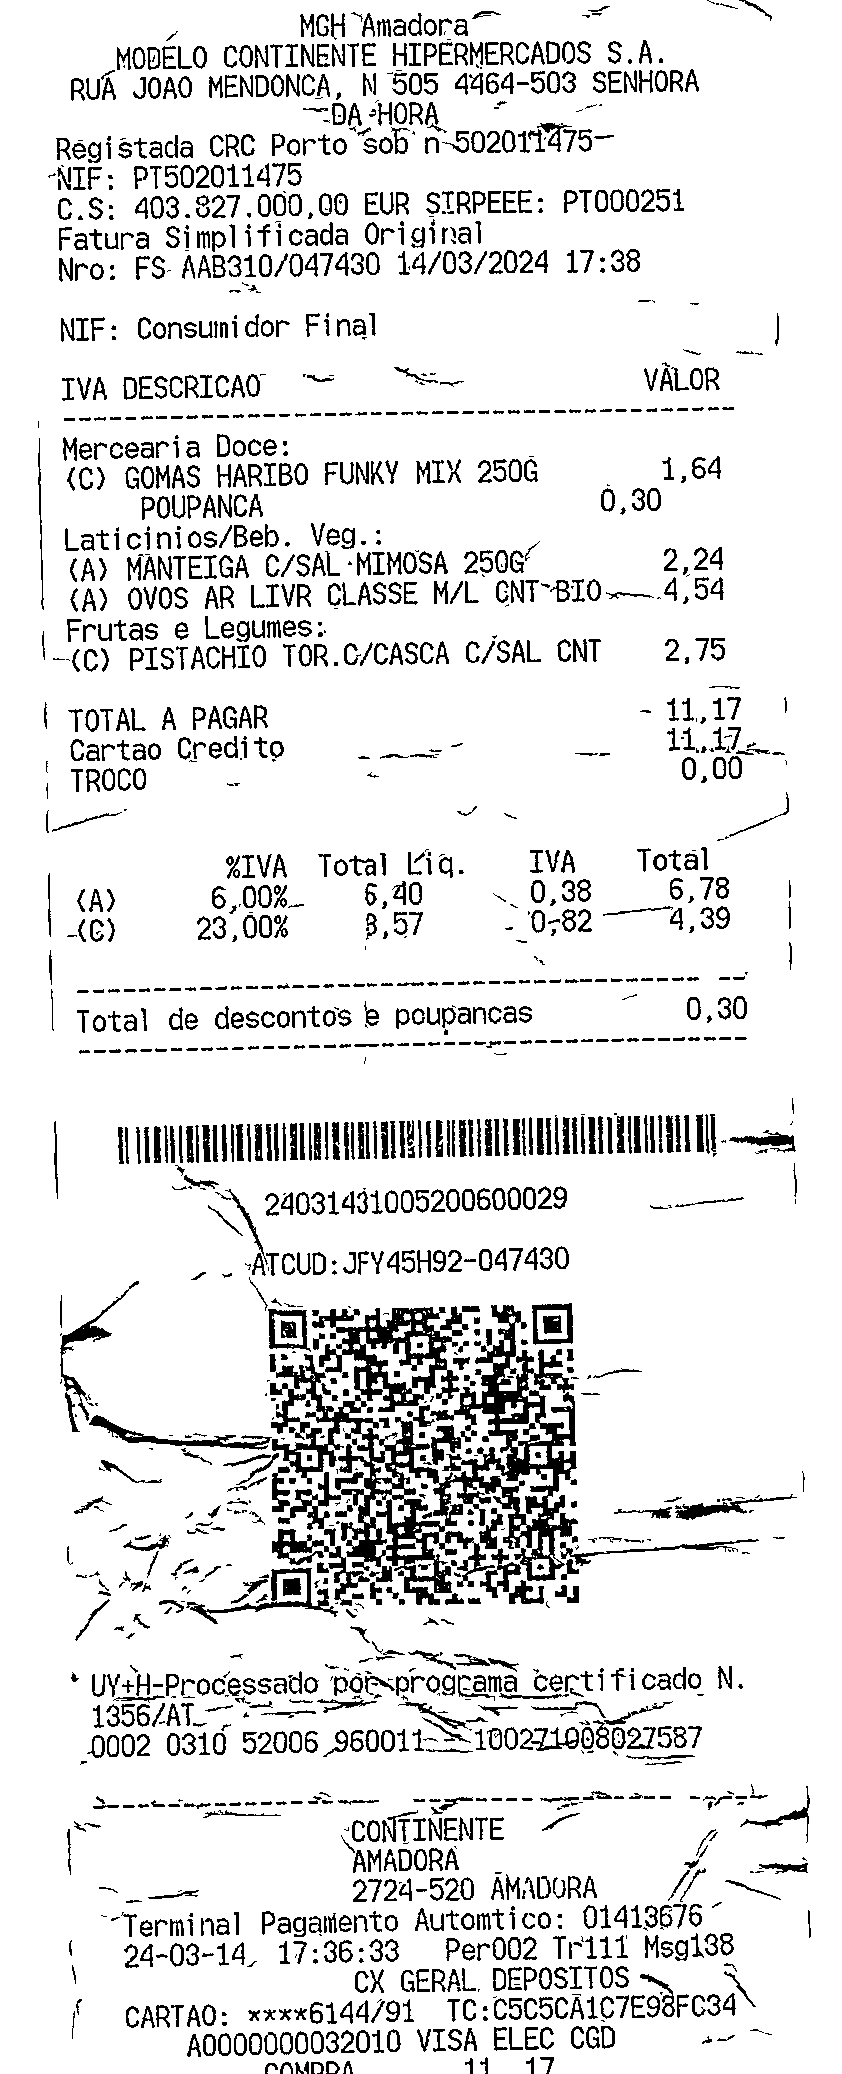 MGH Amadora
MODELO CONTINENTE HIPERMERCADOS S.A.
RUA JOAO MENDONCA, N 505 4464-503 SENHORA
DA HORA
Registada CRC Porto sob n 502011475
NIF: PT502011475
C.S: 403.827.000,00 EUR SIRPEEE: PT000251
Fatura Simplificada Original
Nro: FS AAB310/047430 14/03/2024 17:38
NIF: Consumidor Final
IVA DESCRICAO VALOR
Mercearia Doce:
(C) GOMAS HARIBO FUNKY MIX 250G 1,64
POUPANCA 0,30
Laticinios/Beb. Veg.:
(A) MANTEIGA C/SAL MIMOSA 250G 2,24
(A) OVOS AR LIVR CLASSE M/L CNT BIO 4,54
Frutas e Legumes:
(C) PISTACHIO TOR.C/CASCA C/SAL CNT 2,75
TOTAL A PAGAR 11,17
Cartao Credito 11,17
TROCO 0,00
%IVA Total Liq. IVA Total
(A) 6,00% 6,40 0,38 6,78
(C) 23,00% 3,57 0,82 4,39
Total de descontos e poupancas 0,30
24031431005200600029
ATCUD:JFY45H92-047430
UY+H-Processado por programa certificado N.
1356/AT
0002 0310 52006 960011 100271008027587
CONTINENTE
AMADORA
2724-520 AMADORA
Terminal Pagamento Automtico: 01413676
24-03-14 17:36:33 Per002 Tr111 Msg138
CX GERAL DEPOSITOS
CARTAO: ****6144/91 TC:C5C5CA1C7E98FC34
A0000000032010 VISA ELEC CGD
COMPRA 11,17